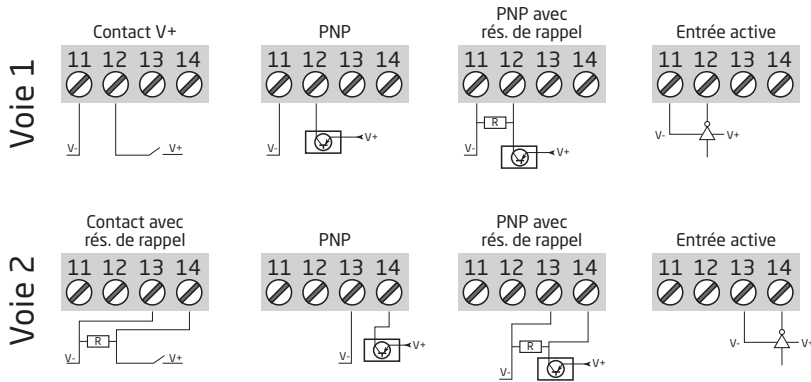 Voie 1
Contact V+
11 12 13 14
V-
V+
PNP
11 12 13 14
V-
V+
PNP avec
rés. de rappel
11 12 13 14
R
V-
V+
Entrée active
11 12 13 14
V-
V+
Voie 2
Contact avec
rés. de rappel
11 12 13 14
R
V-
V+
PNP
11 12 13 14
V-
V+
PNP avec
rés. de rappel
11 12 13 14
R
V-
V+
Entrée active
11 12 13 14
V-
V+